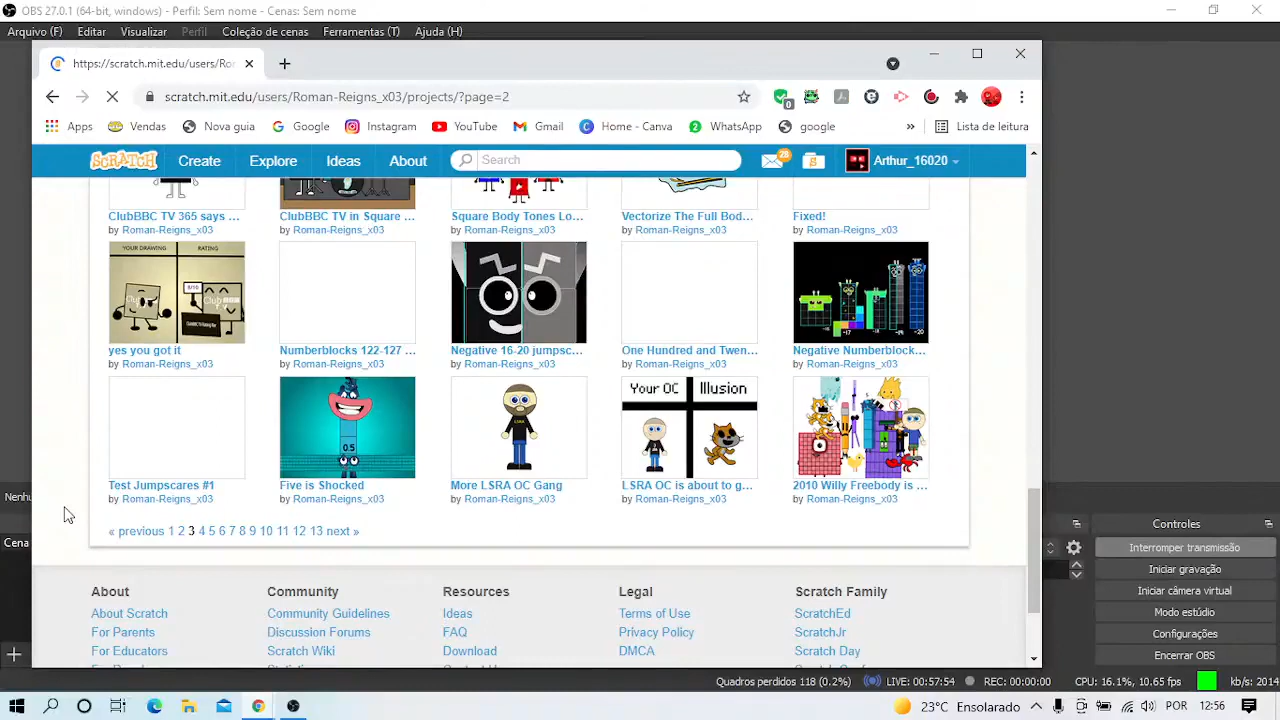 OBS 27.0.1 (64-bit, windows) - Perfil: Sem nome - Cenas: Sem nome
Arquivo (F) Editar Visualizar Perfil Coleção de cenas Ferramentas (T) Ajuda (H)
https://scratch.mit.edu/users/Ro
scratch.mit.edu/users/Roman-Reigns_x03/projects/?page=2
0
Apps Vendas Nova guia Google Instagram YouTube Gmail Home - Canva 2 WhatsApp google » Lista de leitura
SCRATCH Create Explore Ideas About Search 28 Arthur_16020
ClubBBC TV 365 says ... ClubBBC TV in Square ... Square Body Tones Lo... Vectorize The Full Bod... Fixed!
by Roman-Reigns_x03 by Roman-Reigns_x03 by Roman-Reigns_x03 by Roman-Reigns_x03 by Roman-Reigns_x03
YOUR DRAWING RATING
yes you got it Numberblocks 122-127 ... Negative 16-20 jumpsc... One Hundred and Twen... Negative Numberblock...
by Roman-Reigns_x03 by Roman-Reigns_x03 by Roman-Reigns_x03 by Roman-Reigns_x03 by Roman-Reigns_x03
Your OC Illusion
0.5
LSRA
Test Jumpscares #1 Five is Shocked More LSRA OC Gang LSRA OC is about to g... 2010 Willy Freebody is ...
by Roman-Reigns_x03 by Roman-Reigns_x03 by Roman-Reigns_x03 by Roman-Reigns_x03 by Roman-Reigns_x03
« previous 1 2 3 4 5 6 7 8 9 10 11 12 13 next »
About Community Resources Legal Scratch Family
About Scratch Community Guidelines Ideas Terms of Use ScratchEd
For Parents Discussion Forums FAQ Privacy Policy ScratchJr
For Educators Scratch Wiki Download DMCA Scratch Day
Nenhu
Cena
Controles
Interromper transmissão
Iniciar gravação
Iniciar câmera virtual
Modo estúdio
Configurações
Encerrar OBS
Quadros perdidos 118 (0.2%) LIVE: 00:57:54 REC: 00:00:00 CPU: 16.1%, 10.65 fps kb/s: 2014
23°C Ensolarado POR 12:56